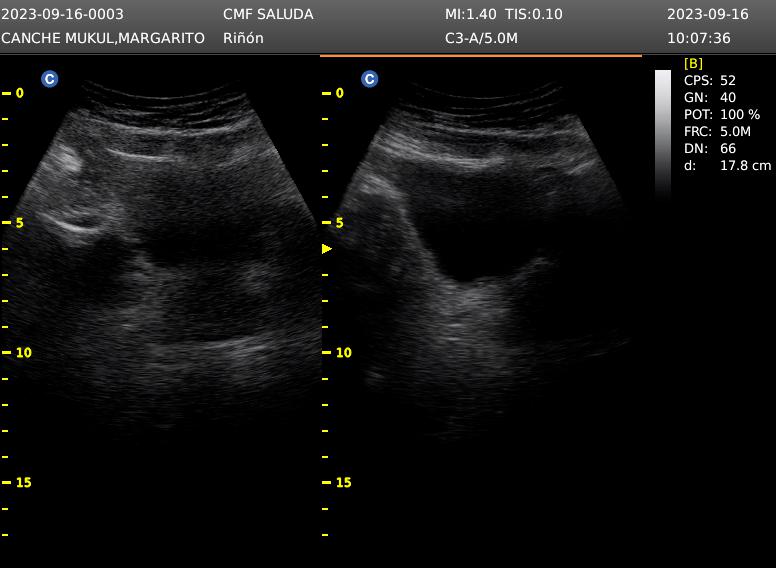 2023-09-16-0003 CMF SALUDA MI:1.40 TIS:0.10 2023-09-16
CANCHE MUKUL,MARGARITO Riñón C3-A/5.0M 10:07:36
[B]
CPS: 52
GN: 40
POT: 100 %
FRC: 5.0M
DN: 66
d: 17.8 cm
C C
0 0
5 5
10 10
15 15